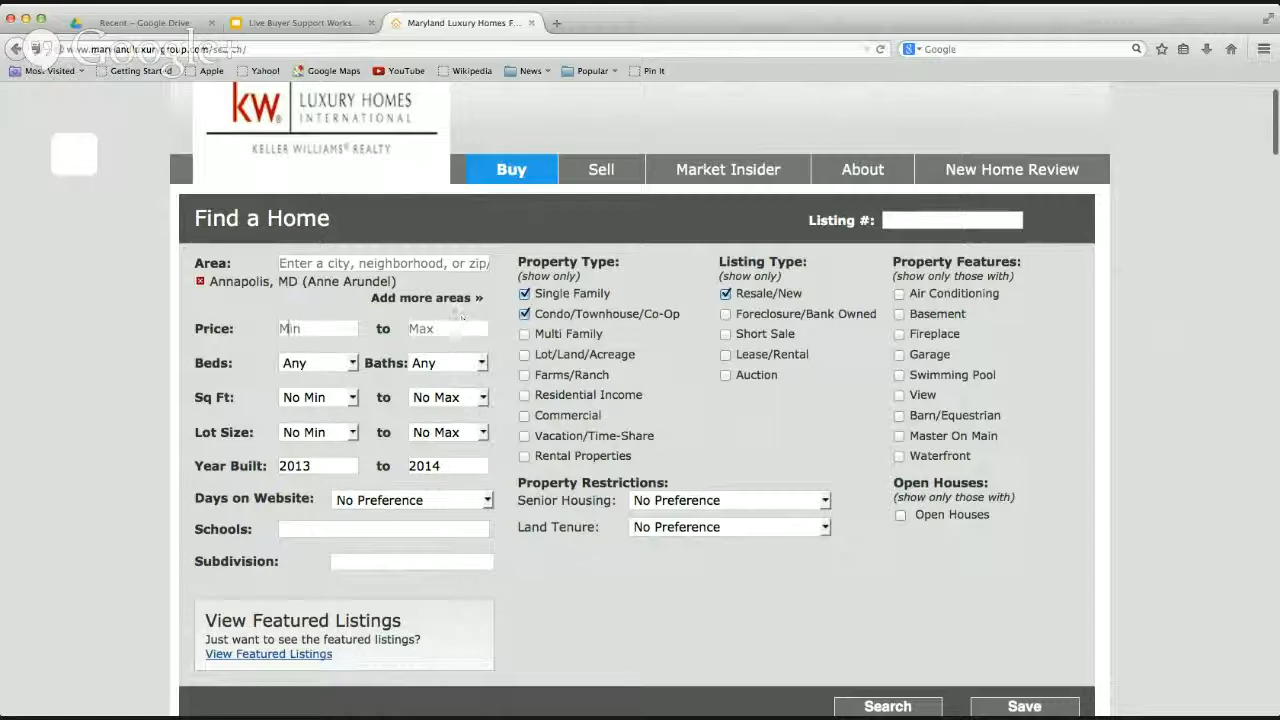 Recent – Google Drive
Live Buyer Support Works...
Maryland Luxury Homes F...
Google+
www.marylandluxurygroup.com/search/
Google
Most Visited
Getting Started
Apple
Yahoo!
Google Maps
YouTube
Wikipedia
News
Popular
Pin It
kw LUXURY HOMES
INTERNATIONAL
KELLER WILLIAMS® REALTY
Buy
Sell
Market Insider
About
New Home Review
Find a Home
Listing #:
Area: Enter a city, neighborhood, or zip/
Annapolis, MD (Anne Arundel)
Add more areas »
Price: Min to Max
Beds: Any Baths: Any
Sq Ft: No Min to No Max
Lot Size: No Min to No Max
Year Built: 2013 to 2014
Days on Website: No Preference
Schools:
Subdivision:
Property Type:
(show only)
Single Family
Condo/Townhouse/Co-Op
Multi Family
Lot/Land/Acreage
Farms/Ranch
Residential Income
Commercial
Vacation/Time-Share
Rental Properties
Listing Type:
(show only)
Resale/New
Foreclosure/Bank Owned
Short Sale
Lease/Rental
Auction
Property Restrictions:
Senior Housing: No Preference
Land Tenure: No Preference
Property Features:
(show only those with)
Air Conditioning
Basement
Fireplace
Garage
Swimming Pool
View
Barn/Equestrian
Master On Main
Waterfront
Open Houses:
(show only those with)
Open Houses
View Featured Listings
Just want to see the featured listings?
View Featured Listings
Search
Save